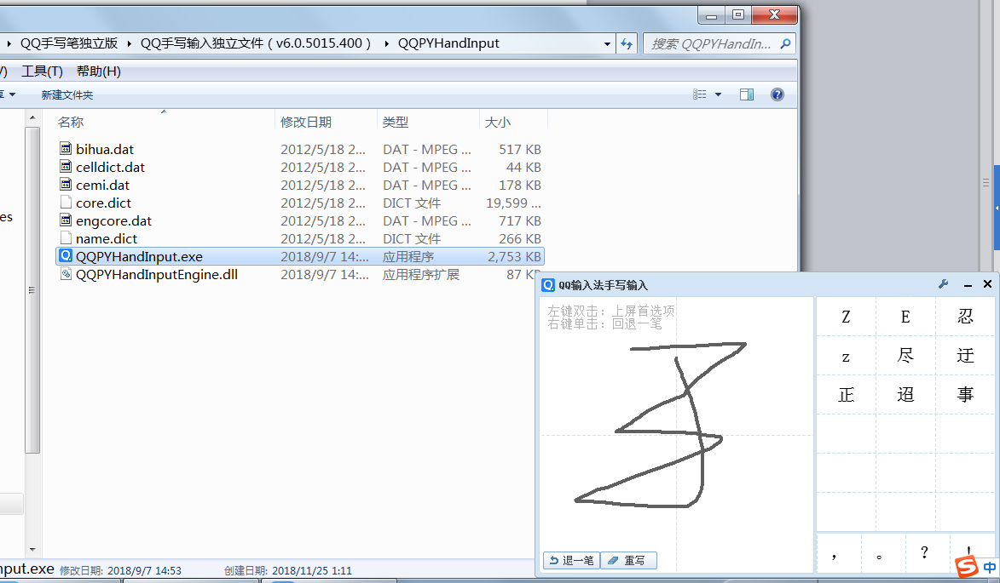 QQ手写笔独立版 QQ手写输入独立文件（v6.0.5015.400） QQPYHandInput 搜索 QQPYHandIn...
工具(T) 帮助(H)
新建文件夹
名称 修改日期 类型 大小
bihua.dat 2012/5/18 2... DAT - MPEG ... 517 KB
celldict.dat 2012/5/18 2... DAT - MPEG ... 44 KB
cemi.dat 2012/5/18 2... DAT - MPEG ... 178 KB
core.dict 2012/5/18 2... DICT 文件 19,599 ...
es
engcore.dat 2012/5/18 2... DAT - MPEG ... 717 KB
name.dict 2012/5/18 2... DICT 文件 266 KB
QQPYHandInput.exe 2018/9/7 14:... 应用程序 2,753 KB
QQPYHandInputEngine.dll 2018/9/7 14:... 应用程序扩展 87 KB
QQ输入法手写输入
左键双击：上屏首选项
右键单击：回退一笔
Z E 忍
z 尽 迂
正 迢 事
， 。 ？ ！
退一笔 重写
nput.exe 修改日期: 2018/9/7 14:53 创建日期: 2018/11/25 1:11
S 中